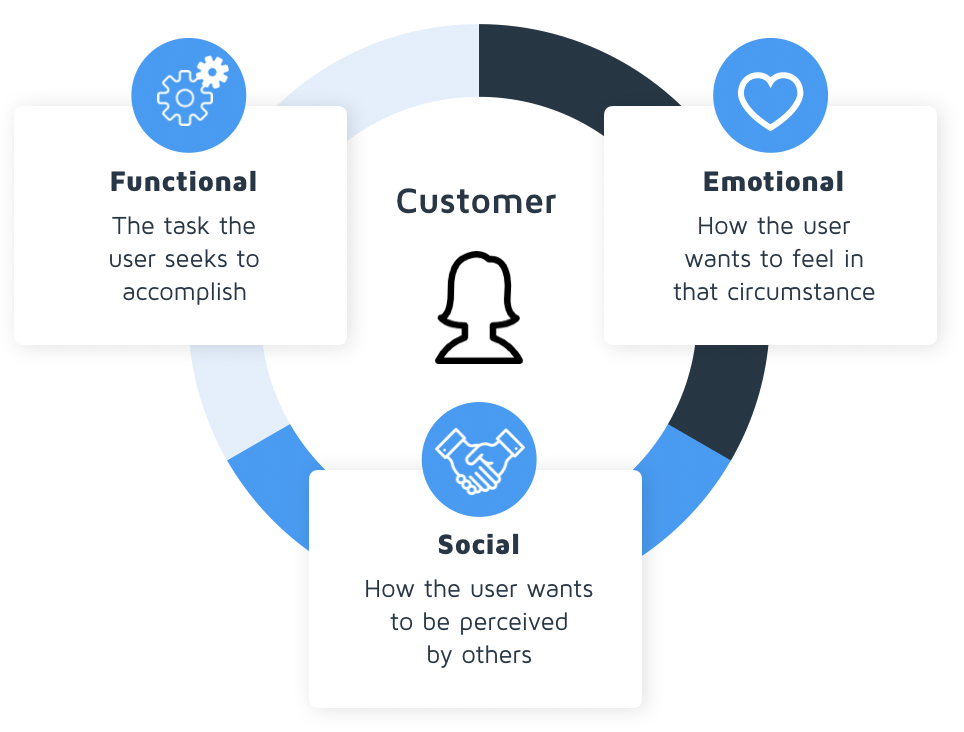 Customer
Functional
The task the
user seeks to
accomplish
Emotional
How the user
wants to feel in
that circumstance
Social
How the user wants
to be perceived
by others